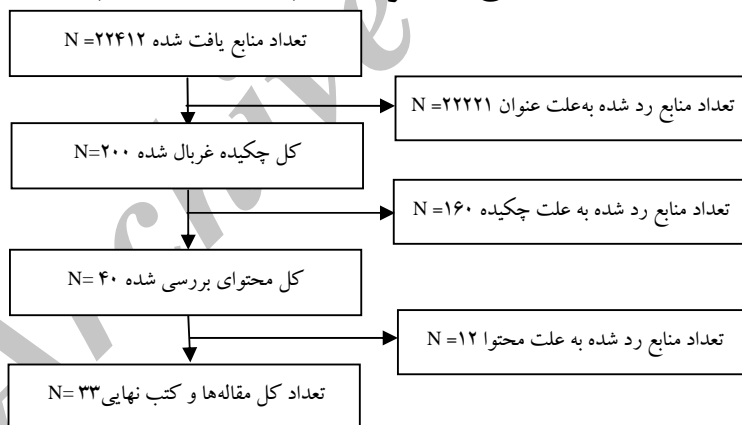 تعداد منابع یافت شده N =۲۲۴۱۲
تعداد منابع رد شده به‌علت عنوان N =۲۲۲۲۱
کل چکیده غربال شده N=۲۰۰
تعداد منابع رد شده به علت چکیده N =۱۶۰
کل محتوای بررسی شده N= ۴۰
تعداد منابع رد شده به علت محتوا N =۱۲
تعداد کل مقاله‌ها و کتب نهایی N= ۳۳